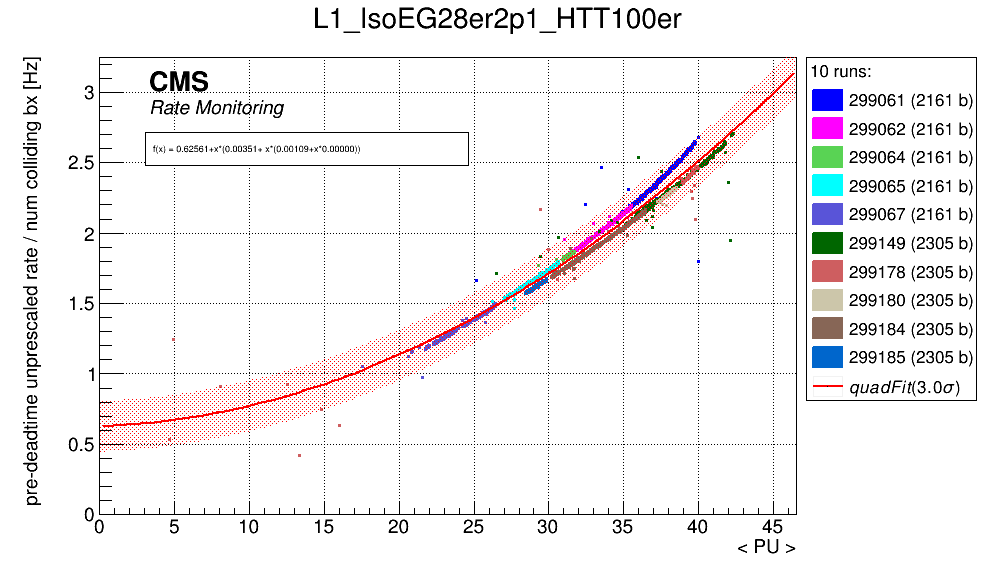 L1_IsoEG28er2p1_HTT100er
pre-deadtime unprescaled rate / num colliding bx [Hz]
CMS
Rate Monitoring
f(x) = 0.62561+x*(0.00351+ x*(0.00109+x*0.00000))
3
2.5
2
1.5
1
0.5
0
0 5 10 15 20 25 30 35 40 45
< PU >
10 runs:
299061 (2161 b)
299062 (2161 b)
299064 (2161 b)
299065 (2161 b)
299067 (2161 b)
299149 (2305 b)
299178 (2305 b)
299180 (2305 b)
299184 (2305 b)
299185 (2305 b)
quadFit(3.0σ)